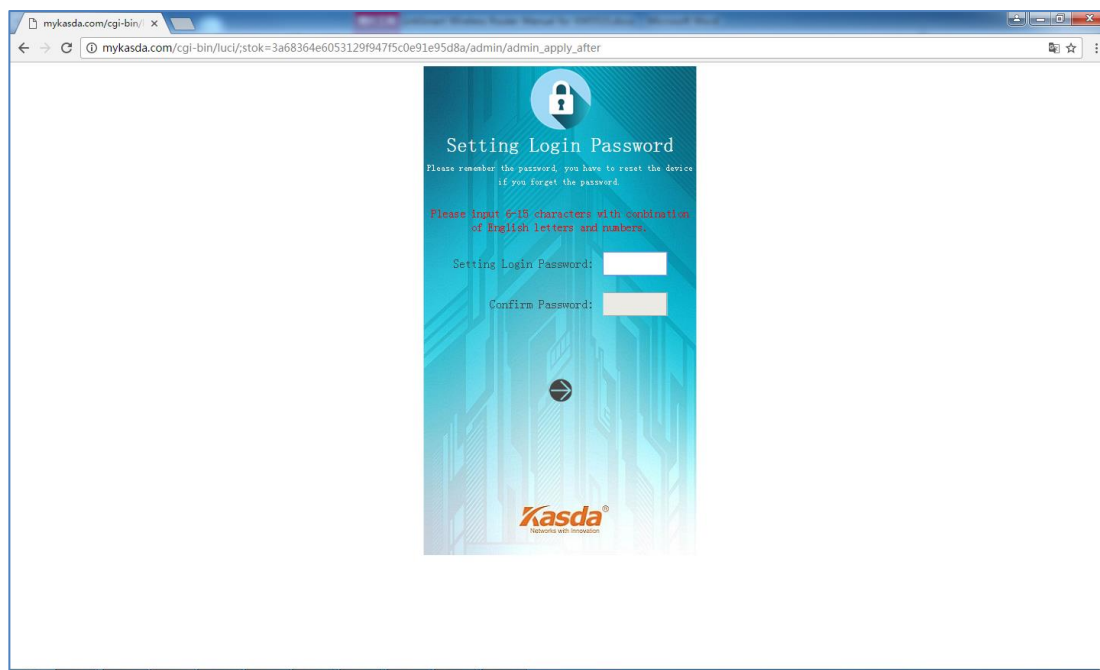 mykasda.com/cgi-bin/l
mykasda.com/cgi-bin/luci/;stok=3a68364e6053129f947f5c0e91e95d8a/admin/admin_apply_after
Setting Login Password
Please remember the password, you have to reset the device
if you forget the password.
Please input 6-15 characters with conbination
of English letters and numbers.
Setting Login Password:
Confirm Password:
Kasda®
Networks with Innovation